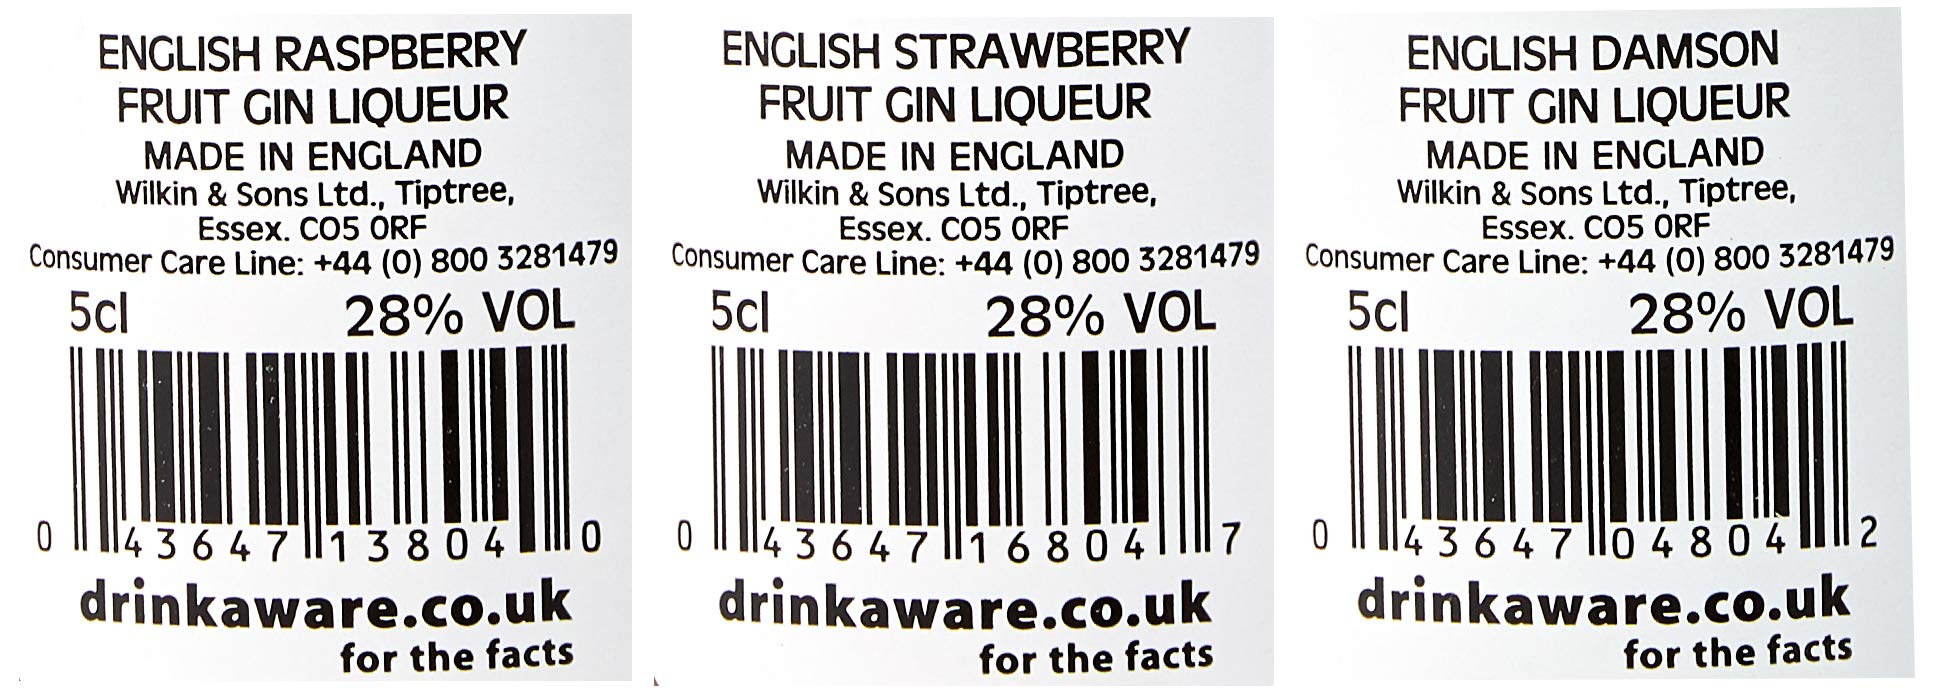 ENGLISH RASPBERRY
FRUIT GIN LIQUEUR
MADE IN ENGLAND
Wilkin & Sons Ltd., Tiptree,
Essex. CO5 0RF
Consumer Care Line: +44 (0) 800 3281479
5cl 28% VOL
0 43647 13804 0
drinkaware.co.uk
for the facts
ENGLISH STRAWBERRY
FRUIT GIN LIQUEUR
MADE IN ENGLAND
Wilkin & Sons Ltd., Tiptree,
Essex. CO5 0RF
Consumer Care Line: +44 (0) 800 3281479
5cl 28% VOL
0 43647 16804 7
drinkaware.co.uk
for the facts
ENGLISH DAMSON
FRUIT GIN LIQUEUR
MADE IN ENGLAND
Wilkin & Sons Ltd., Tiptree,
Essex. CO5 0RF
Consumer Care Line: +44 (0) 800 3281479
5cl 28% VOL
0 43647 04804 2
drinkaware.co.uk
for the facts